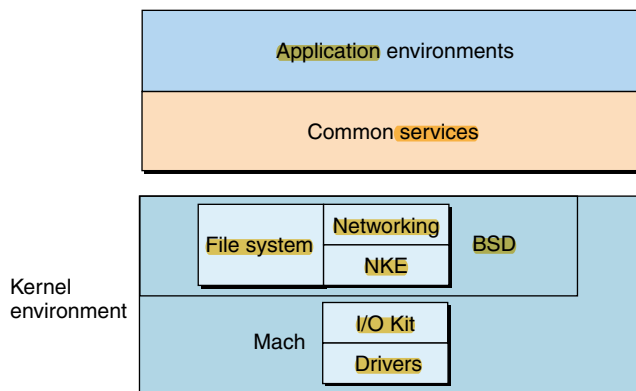 Application environments
Common services
Networking
File system
BSD
NKE
Kernel
environment
I/O Kit
Mach
Drivers